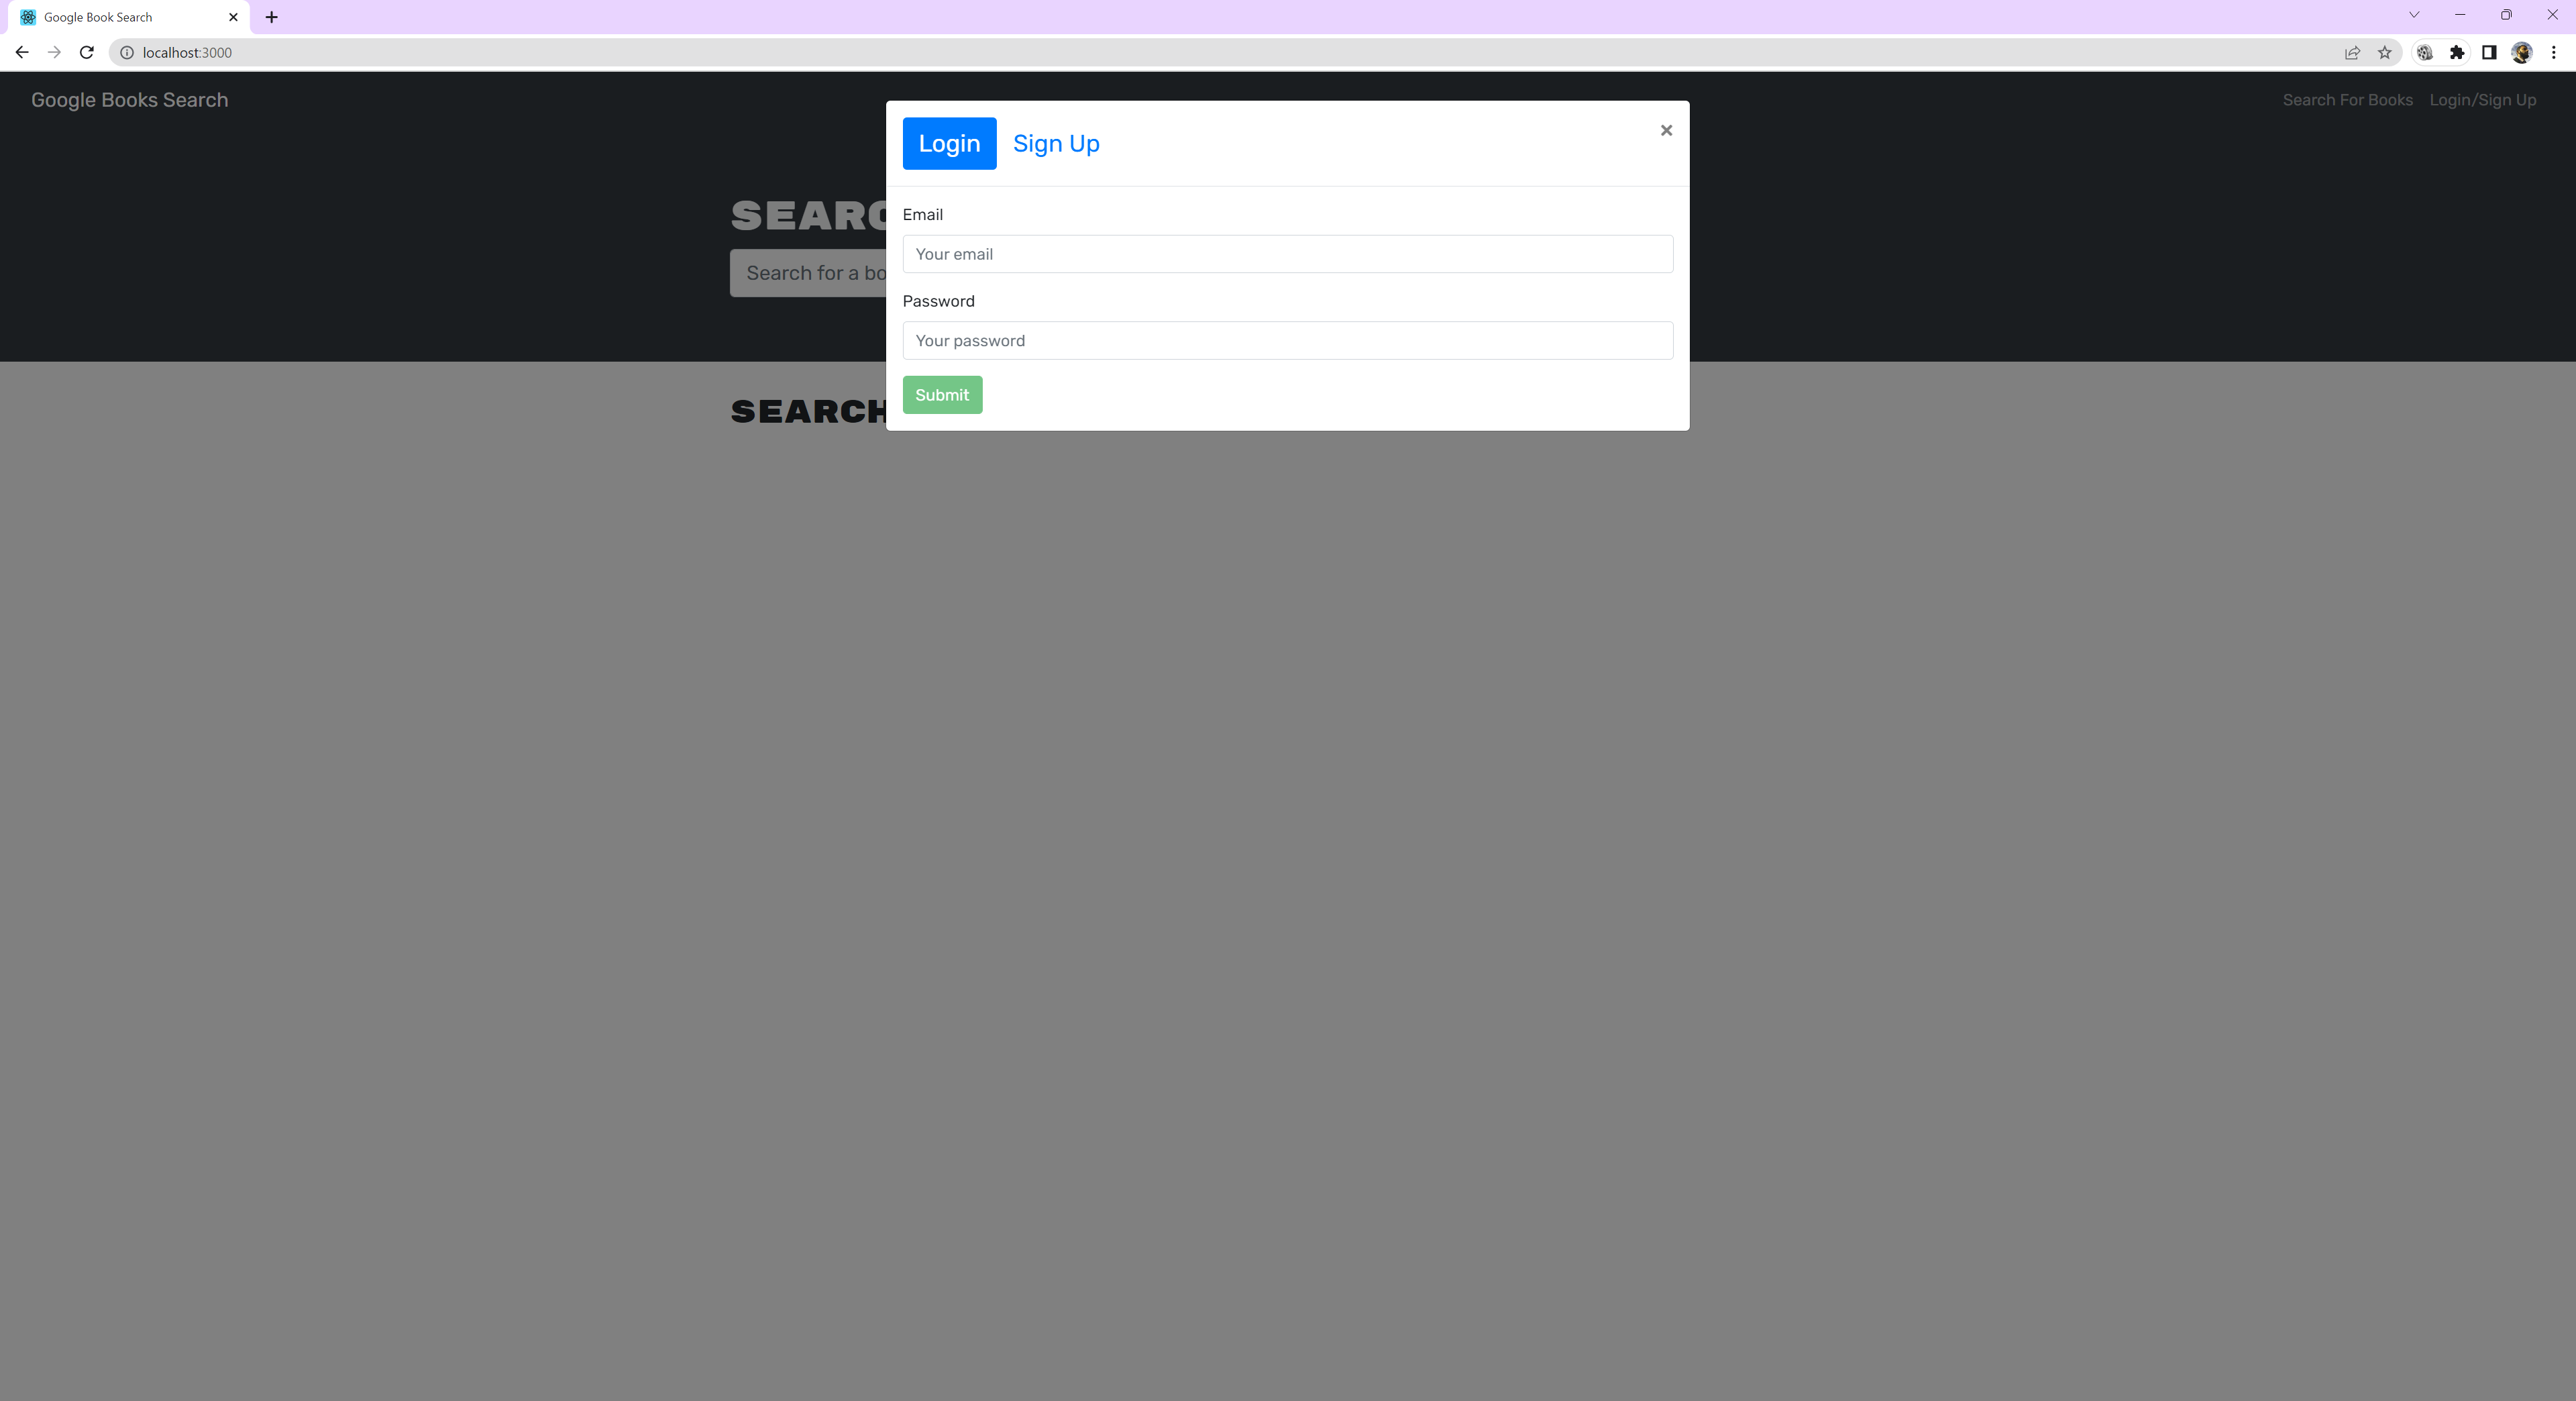 Google Book Search
localhost:3000
Google Books Search
Search For Books
Login/Sign Up
Login
Sign Up
×
SEARC
Email
Your email
Search for a bo
Password
Your password
Submit
SEARCH